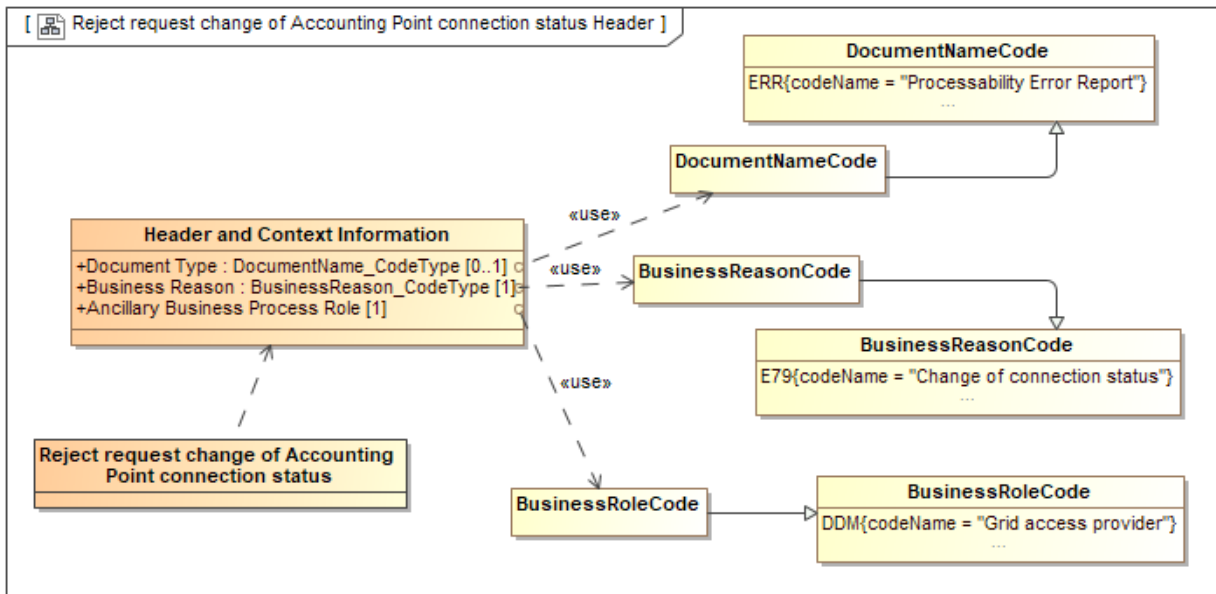 [ Reject request change of Accounting Point connection status Header ]
DocumentNameCode
ERR{codeName = "Processability Error Report"}
...
DocumentNameCode
«use»
Header and Context Information
+Document Type : DocumentName_CodeType [0..1]
+Business Reason : BusinessReason_CodeType [1]
+Ancillary Business Process Role [1]
«use»
BusinessReasonCode
BusinessReasonCode
E79{codeName = "Change of connection status"}
...
«use»
Reject request change of Accounting
Point connection status
BusinessRoleCode
BusinessRoleCode
DDM{codeName = "Grid access provider"}
...